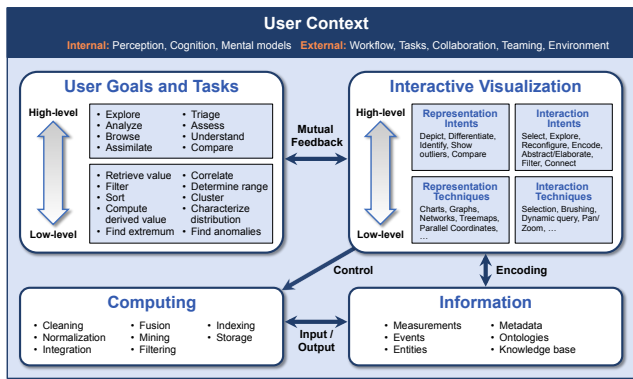 User Context
Internal: Perception, Cognition, Mental models External: Workflow, Tasks, Collaboration, Teaming, Environment
User Goals and Tasks
High-level
• Explore
• Analyze
• Browse
• Assimilate
• Triage
• Assess
• Understand
• Compare
• Retrieve value
• Filter
• Sort
• Compute
derived value
• Find extremum
• Correlate
• Determine range
• Cluster
• Characterize
distribution
• Find anomalies
Low-level
Mutual
Feedback
Interactive Visualization
High-level
Representation
Intents
Depict, Differentiate,
Identify, Show
outliers, Compare
Interaction
Intents
Select, Explore,
Reconfigure, Encode,
Abstract/Elaborate,
Filter, Connect
Representation
Techniques
Charts, Graphs,
Networks, Treemaps,
Parallel Coordinates,
…
Interaction
Techniques
Selection, Brushing,
Dynamic query, Pan/
Zoom, …
Low-level
Control
Encoding
Computing
• Cleaning
• Normalization
• Integration
• Fusion
• Mining
• Filtering
• Indexing
• Storage
Input /
Output
Information
• Measurements
• Events
• Entities
• Metadata
• Ontologies
• Knowledge base